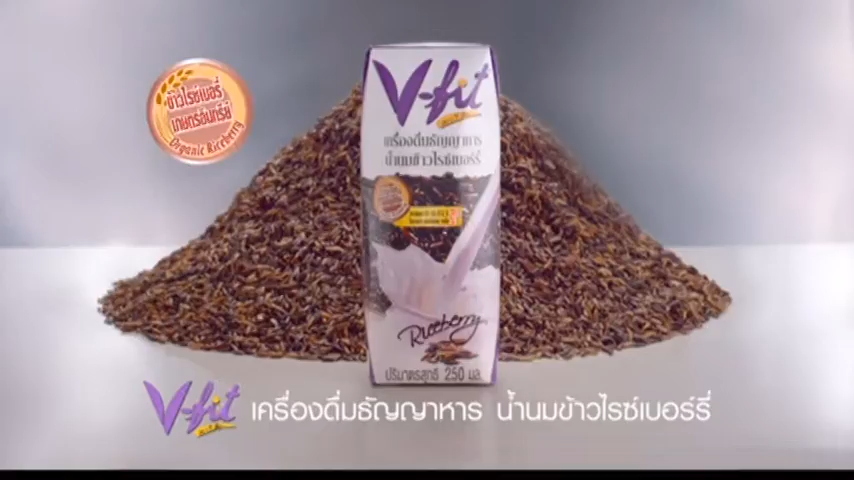 ข้าวไรซ์เบอรี่
เกษตรอินทรีย์
Organic Riceberry
V-fit
เครื่องดื่มธัญญาหาร
น้ำนมข้าวไรซ์เบอร์รี่
Riceberry
ปริมาตรสุทธิ 250 มล.
V-fit เครื่องดื่มธัญญาหาร น้ำนมข้าวไรซ์เบอร์รี่